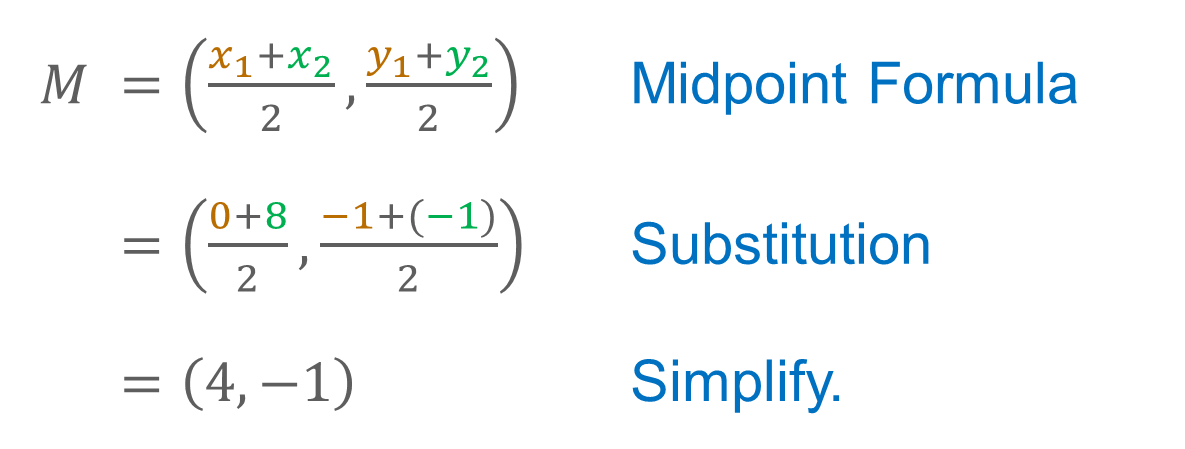 M = (x₁+x₂/2, y₁+y₂/2) Midpoint Formula
= (0+8/2, −1+(−1)/2) Substitution
= (4, −1) Simplify.